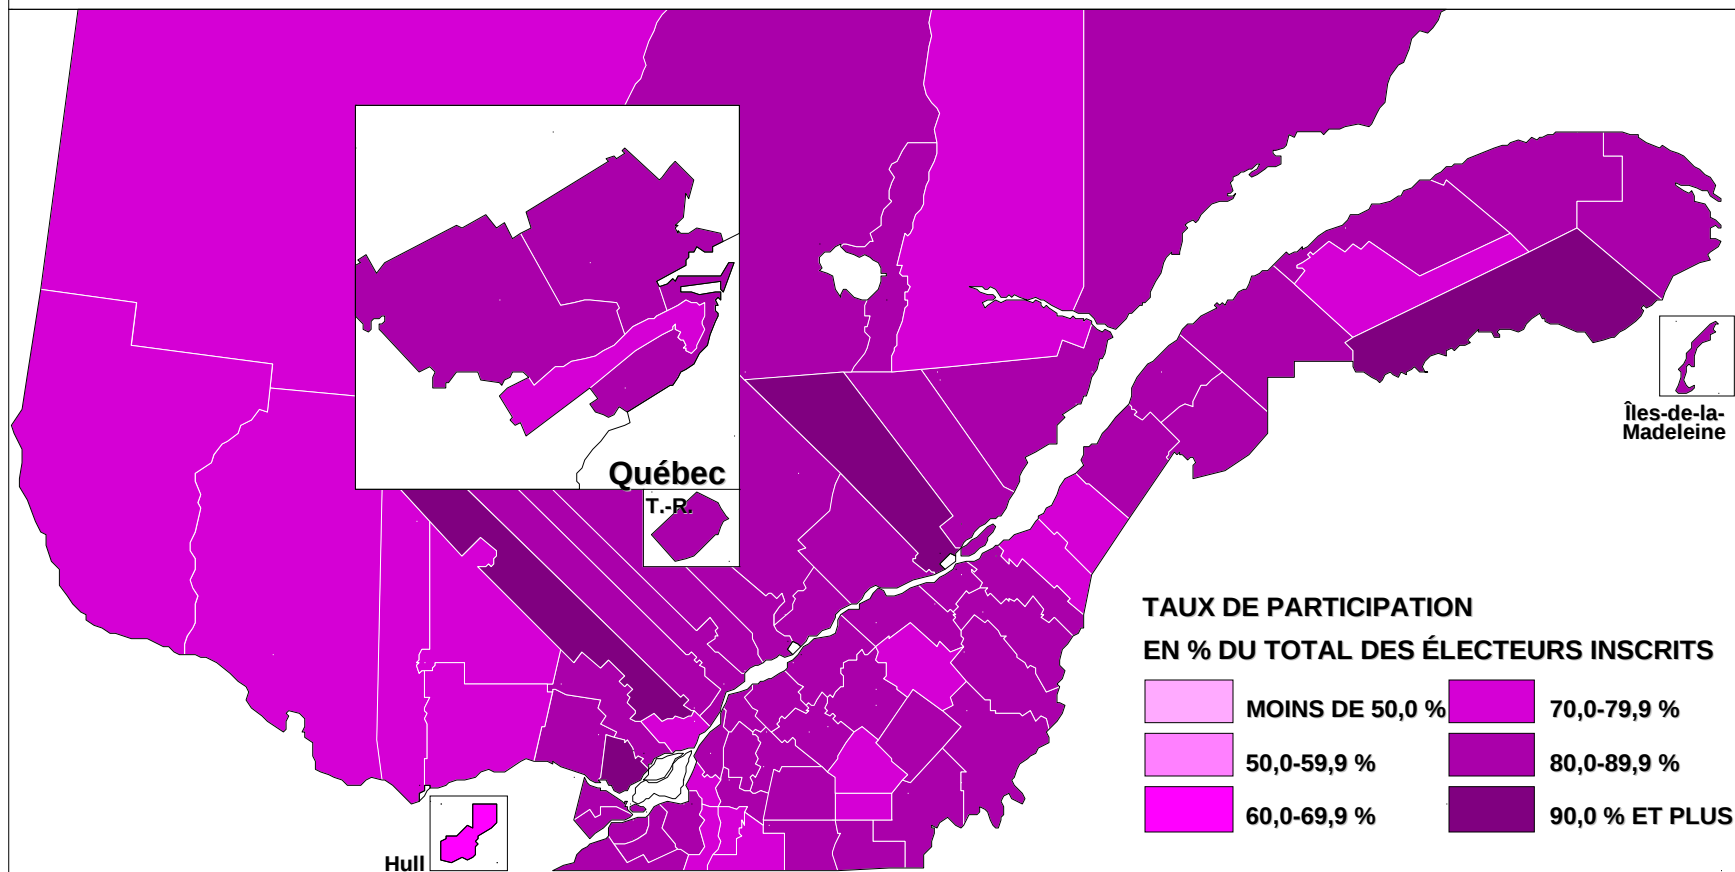 Québec
T.-R.
Îles-de-la-
Madeleine
TAUX DE PARTICIPATION
EN % DU TOTAL DES ÉLECTEURS INSCRITS
MOINS DE 50,0 %
70,0-79,9 %
50,0-59,9 %
80,0-89,9 %
60,0-69,9 %
90,0 % ET PLUS
Hull